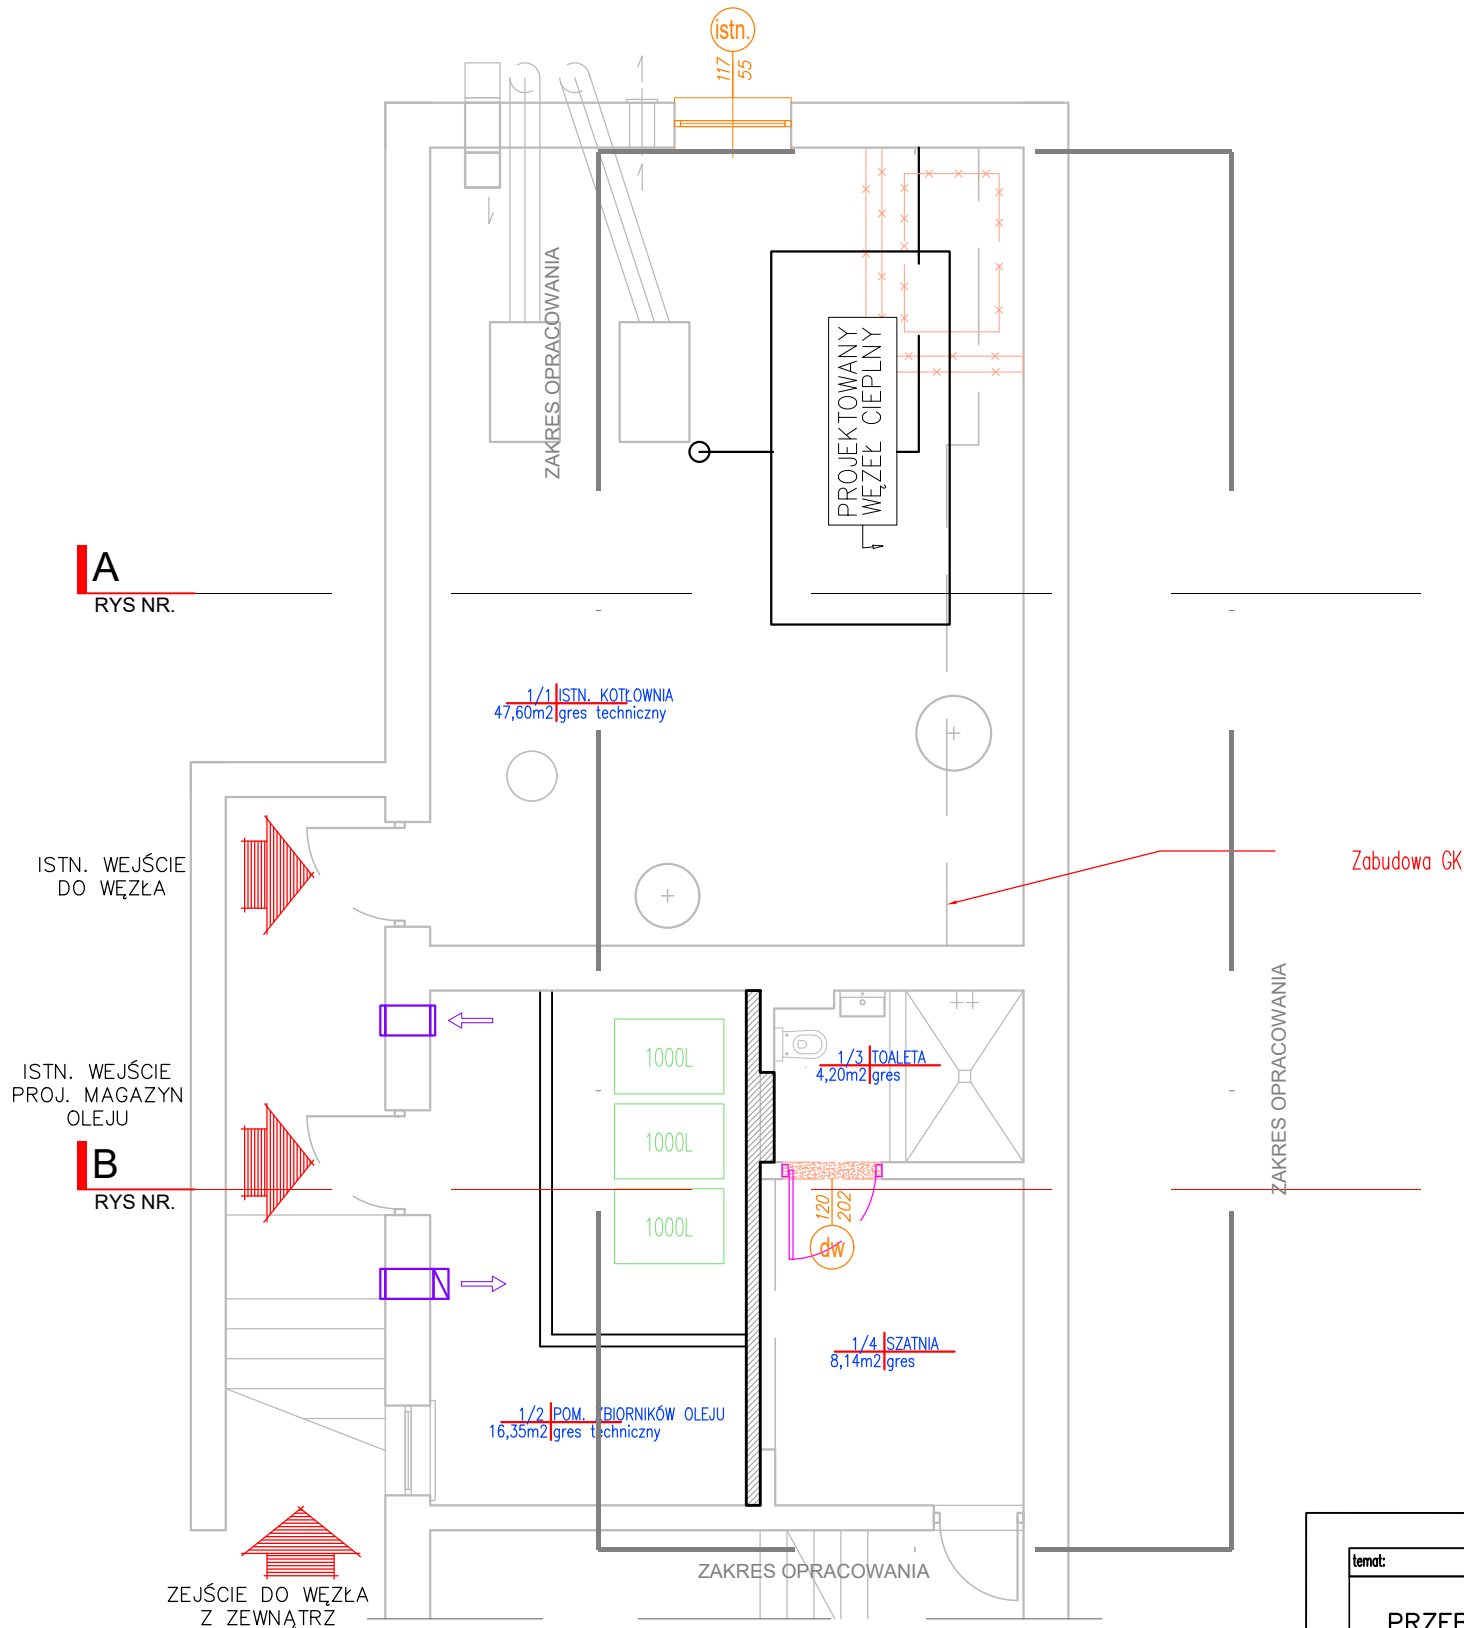 istn.
117
55
ZAKRES OPRACOWANIA
PROJEKTOWANY
WĘZEŁ CIEPLNY
A
RYS NR.
1/1 ISTN. KOTŁOWNIA
47,60m2 gres techniczny
ISTN. WEJŚCIE
DO WĘZŁA
Zabudowa GK
ZAKRES OPRACOWANIA
ISTN. WEJŚCIE
PROJ. MAGAZYN
OLEJU
1000L
1000L
1000L
1/3 TOALETA
4,20m2 gres
B
RYS NR.
120
202
dw
1/4 SZATNIA
8,14m2 gres
1/2 POM. ZBIORNIKÓW OLEJU
16,35m2 gres techniczny
ZAKRES OPRACOWANIA
ZEJŚCIE DO WĘZŁA
Z ZEWNĄTRZ
temat: